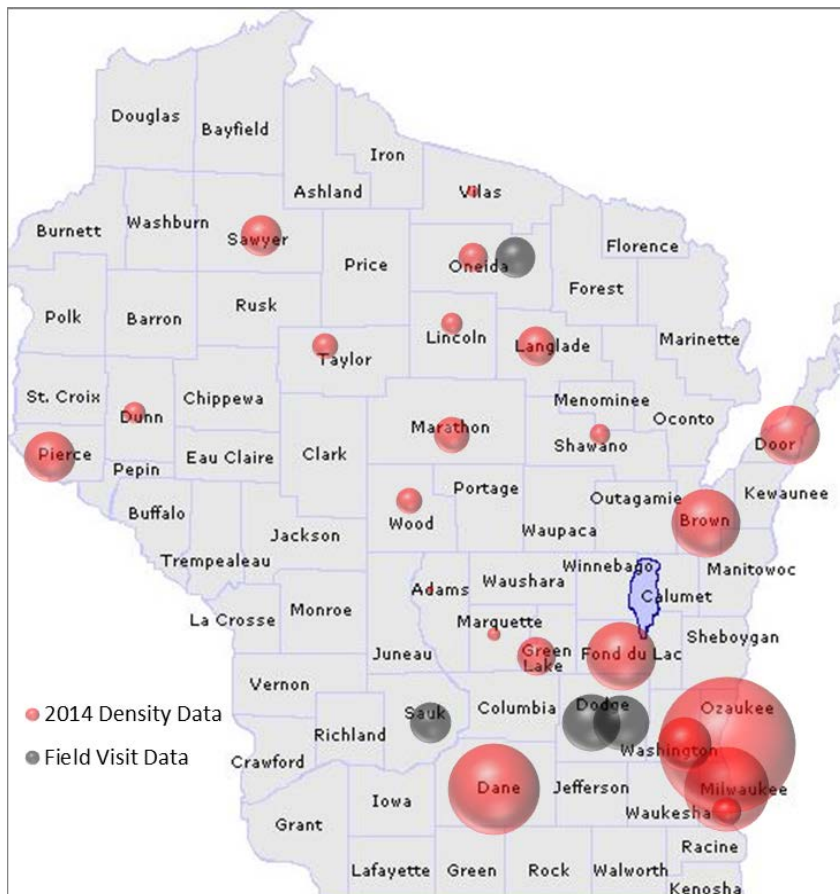 Douglas
Bayfield
Iron
Ashland
Vilas
Burnett
Washburn
Sawyer
Price
Oneida
Florence
Forest
Polk
Barron
Rusk
Taylor
Lincoln
Langlade
Marinette
St. Croix
Dunn
Chippewa
Menominee
Oconto
Pierce
Pepin
Eau Claire
Clark
Marathon
Shawano
Door
Buffalo
Trempealeau
Jackson
Wood
Portage
Waupaca
Outagamie
Brown
Kewaunee
La Crosse
Monroe
Juneau
Adams
Waushara
Winnebago
Calumet
Manitowoc
Marquette
Green
Lake
Fond du Lac
Sheboygan
Vernon
Richland
Sauk
Columbia
Dodge
Ozaukee
Washington
2014 Density Data
Field Visit Data
Crawford
Iowa
Dane
Jefferson
Milwaukee
Waukesha
Grant
Lafayette
Green
Rock
Walworth
Racine
Kenosha